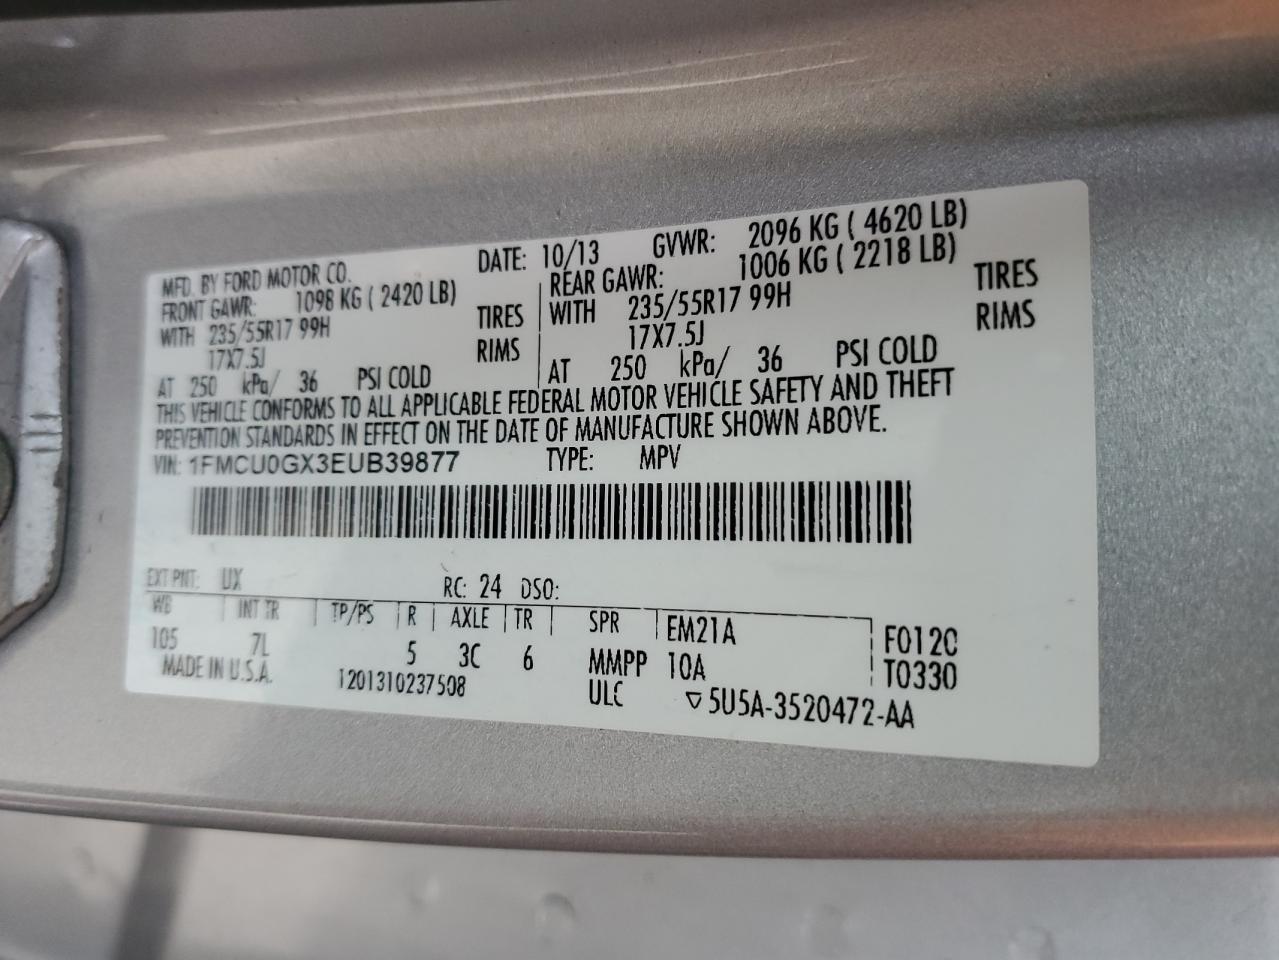 MFD. BY FORD MOTOR CO. DATE: 10/13 GVWR: 2096 KG ( 4620 LB)
FRONT GAWR: 1098 KG ( 2420 LB) REAR GAWR: 1006 KG ( 2218 LB)
WITH 235/55R17 99H TIRES WITH 235/55R17 99H TIRES
17X7.5J RIMS 17X7.5J RIMS
AT 250 kPa/ 36 PSI COLD AT 250 kPa/ 36 PSI COLD
THIS VEHICLE CONFORMS TO ALL APPLICABLE FEDERAL MOTOR VEHICLE SAFETY AND THEFT
PREVENTION STANDARDS IN EFFECT ON THE DATE OF MANUFACTURE SHOWN ABOVE.
VIN: 1FMCU0GX3EUB39877 TYPE: MPV
EXT PNT: UX RC: 24 DSO:
WB INT TR TP/PS R AXLE TR SPR EM21A F0120
105 7L 5 3C 6 MMPP 10A T0330
MADE IN U.S.A. 1201310237508 ULC ▽5U5A-3520472-AA